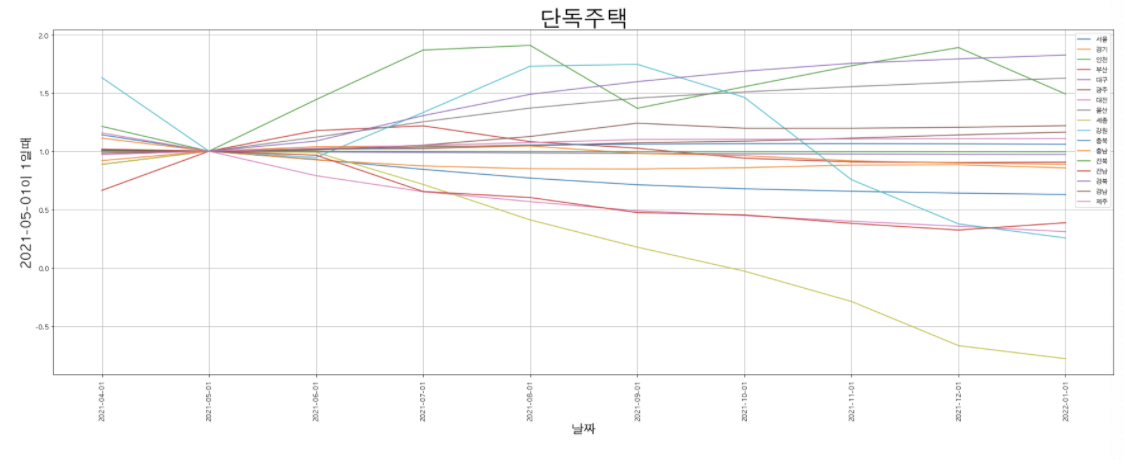 단독주택
2021-05-01이 1일때
2.0
1.5
1.0
0.5
0.0
-0.5
2021-04-01
2021-05-01
2021-06-01
2021-07-01
2021-08-01
2021-09-01
2021-10-01
2021-11-01
2021-12-01
2022-01-01
날짜
서울
경기
인천
부산
대구
광주
대전
울산
세종
강원
충북
충남
전북
전남
경북
경남
제주